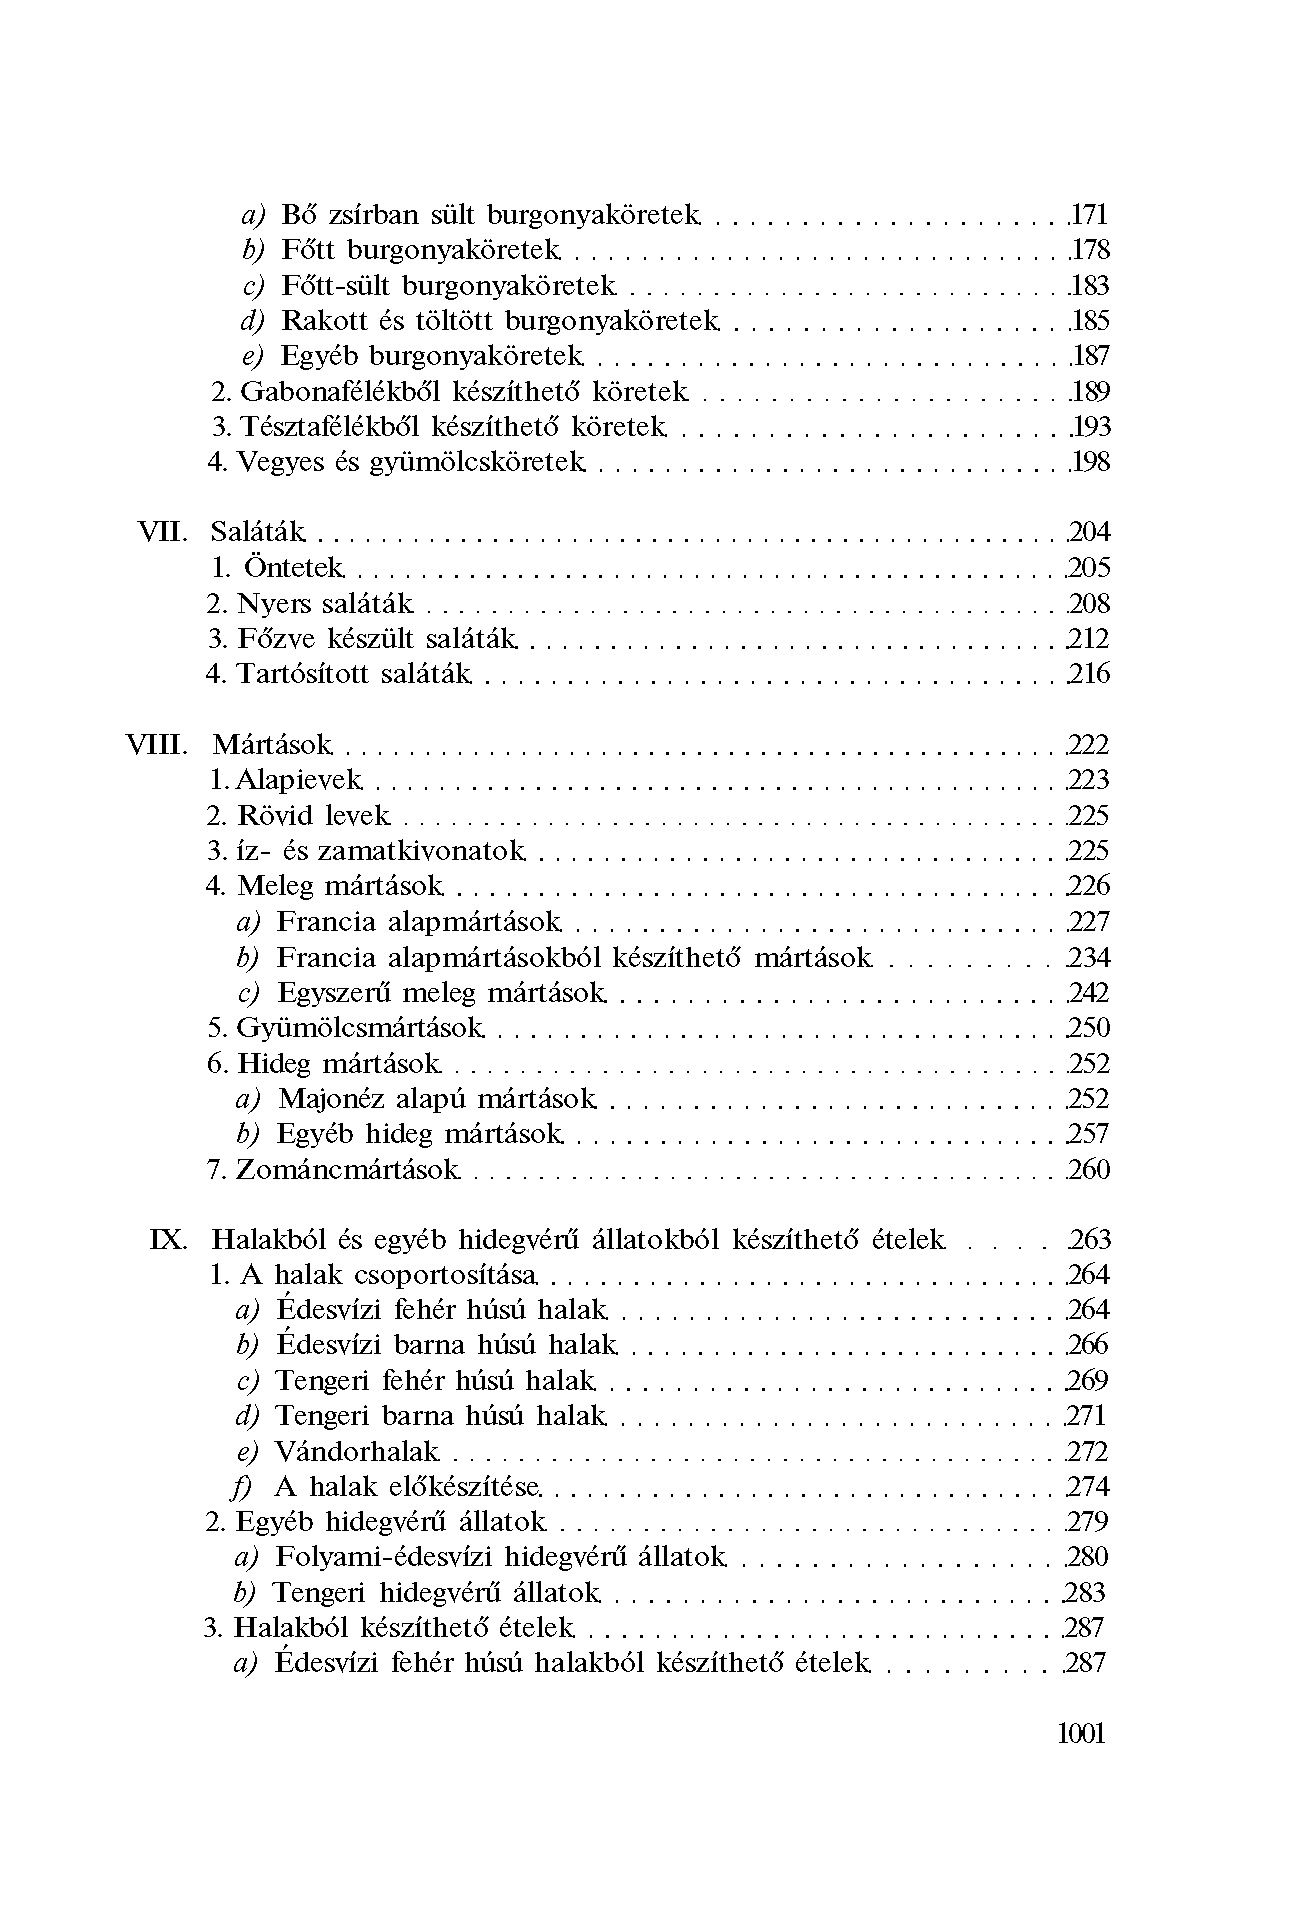 a) Bő zsírban sült burgonyaköretek . . . . . . . . . . . . . . . . . . . . . 171
b) Főtt burgonyaköretek . . . . . . . . . . . . . . . . . . . . . . . . . . . . . . 178
c) Főtt-sült burgonyaköretek . . . . . . . . . . . . . . . . . . . . . . . . . . 183
d) Rakott és töltött burgonyaköretek . . . . . . . . . . . . . . . . . . . . 185
e) Egyéb burgonyaköretek . . . . . . . . . . . . . . . . . . . . . . . . . . . . 187
2. Gabonafélékből készíthető köretek . . . . . . . . . . . . . . . . . . . . . . 189
3. Tésztafélékből készíthető köretek . . . . . . . . . . . . . . . . . . . . . . . 193
4. Vegyes és gyümölcsköretek . . . . . . . . . . . . . . . . . . . . . . . . . . . . 198
VII. Saláták . . . . . . . . . . . . . . . . . . . . . . . . . . . . . . . . . . . . . . . . . . . . . 204
1. Öntetek . . . . . . . . . . . . . . . . . . . . . . . . . . . . . . . . . . . . . . . . . . . 205
2. Nyers saláták . . . . . . . . . . . . . . . . . . . . . . . . . . . . . . . . . . . . . . 208
3. Főzve készült saláták . . . . . . . . . . . . . . . . . . . . . . . . . . . . . . . . 212
4. Tartósított saláták . . . . . . . . . . . . . . . . . . . . . . . . . . . . . . . . . . . 216
VIII. Mártások . . . . . . . . . . . . . . . . . . . . . . . . . . . . . . . . . . . . . . . . . . . 222
1. Alapievek . . . . . . . . . . . . . . . . . . . . . . . . . . . . . . . . . . . . . . . . . 223
2. Rövid levek . . . . . . . . . . . . . . . . . . . . . . . . . . . . . . . . . . . . . . . . 225
3. íz- és zamatkivonatok . . . . . . . . . . . . . . . . . . . . . . . . . . . . . . . . 225
4. Meleg mártások . . . . . . . . . . . . . . . . . . . . . . . . . . . . . . . . . . . . . 226
a) Francia alapmártások . . . . . . . . . . . . . . . . . . . . . . . . . . . . . 227
b) Francia alapmártásokból készíthető mártások . . . . . . . . . . . 234
c) Egyszerű meleg mártások . . . . . . . . . . . . . . . . . . . . . . . . . . . 242
5. Gyümölcsmártások . . . . . . . . . . . . . . . . . . . . . . . . . . . . . . . . . . 250
6. Hideg mártások . . . . . . . . . . . . . . . . . . . . . . . . . . . . . . . . . . . . . 252
a) Majonéz alapú mártások . . . . . . . . . . . . . . . . . . . . . . . . . . . 252
b) Egyéb hideg mártások . . . . . . . . . . . . . . . . . . . . . . . . . . . . . 257
7. Zománcmártások . . . . . . . . . . . . . . . . . . . . . . . . . . . . . . . . . . . . 260
IX. Halakból és egyéb hidegvérű állatokból készíthető ételek . . . . . . 263
1. A halak csoportosítása . . . . . . . . . . . . . . . . . . . . . . . . . . . . . . . 264
a) Édesvízi fehér húsú halak . . . . . . . . . . . . . . . . . . . . . . . . . . 264
b) Édesvízi barna húsú halak . . . . . . . . . . . . . . . . . . . . . . . . . . 266
c) Tengeri fehér húsú halak . . . . . . . . . . . . . . . . . . . . . . . . . . . 269
d) Tengeri barna húsú halak . . . . . . . . . . . . . . . . . . . . . . . . . . 271
e) Vándorhalak . . . . . . . . . . . . . . . . . . . . . . . . . . . . . . . . . . . . 272
f) A halak előkészítése . . . . . . . . . . . . . . . . . . . . . . . . . . . . . . . 274
2. Egyéb hidegvérű állatok . . . . . . . . . . . . . . . . . . . . . . . . . . . . . . 279
a) Folyami-édesvízi hidegvérű állatok . . . . . . . . . . . . . . . . . . . 280
b) Tengeri hidegvérű állatok . . . . . . . . . . . . . . . . . . . . . . . . . . . 283
3. Halakból készíthető ételek . . . . . . . . . . . . . . . . . . . . . . . . . . . . 287
a) Édesvízi fehér húsú halakból készíthető ételek . . . . . . . . . . . 287
1001